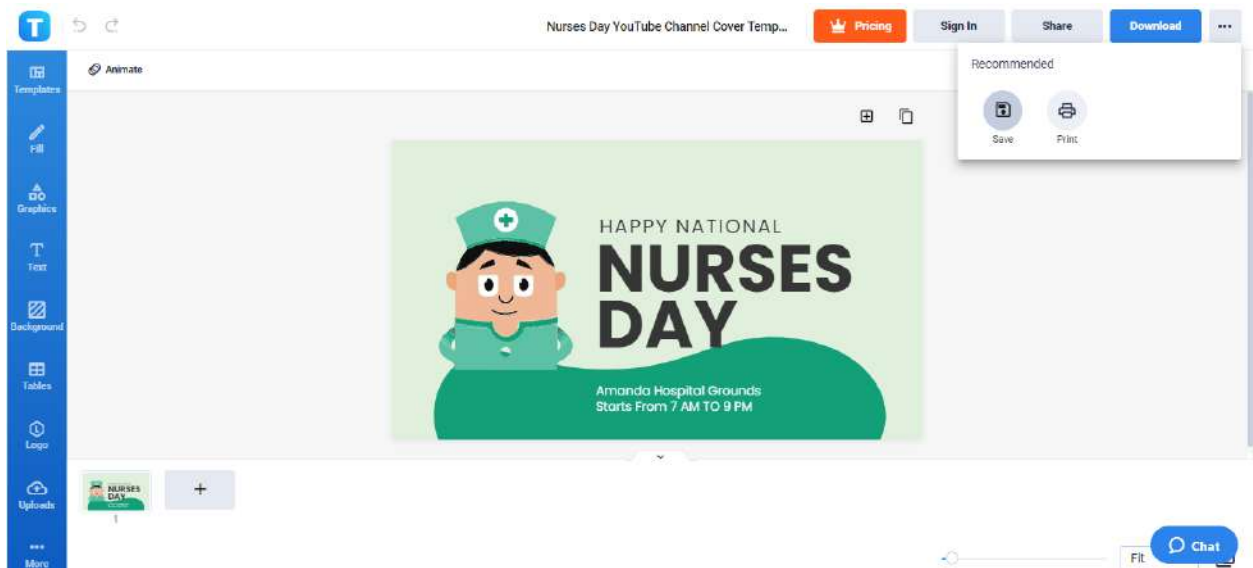 T
Nurses Day YouTube Channel Cover Temp...
Pricing
Sign In
Share
Download
Animate
Recommended
Save
Print
Templates
Fill
Graphics
T
Text
Background
Tables
Logo
Uploads
More
HAPPY NATIONAL
NURSES
DAY
Amanda Hospital Grounds
Starts From 7 AM TO 9 PM
NURSES
DAY
+
1
Fit
Chat